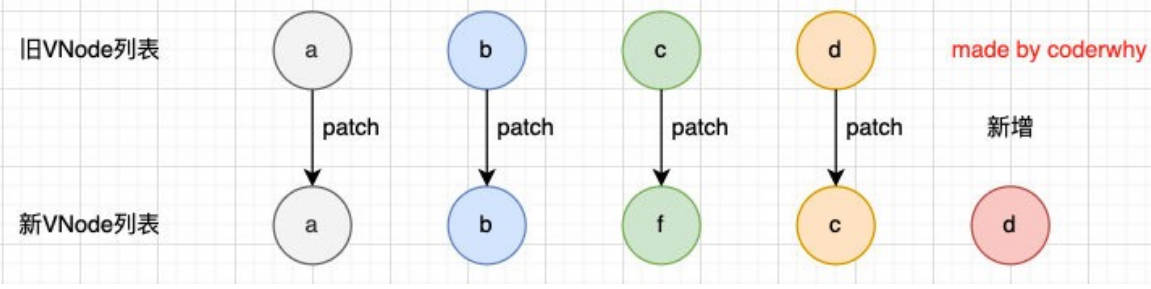 旧VNode列表 a b c d made by coderwhy
patch patch patch patch 新增
新VNode列表 a b f c d